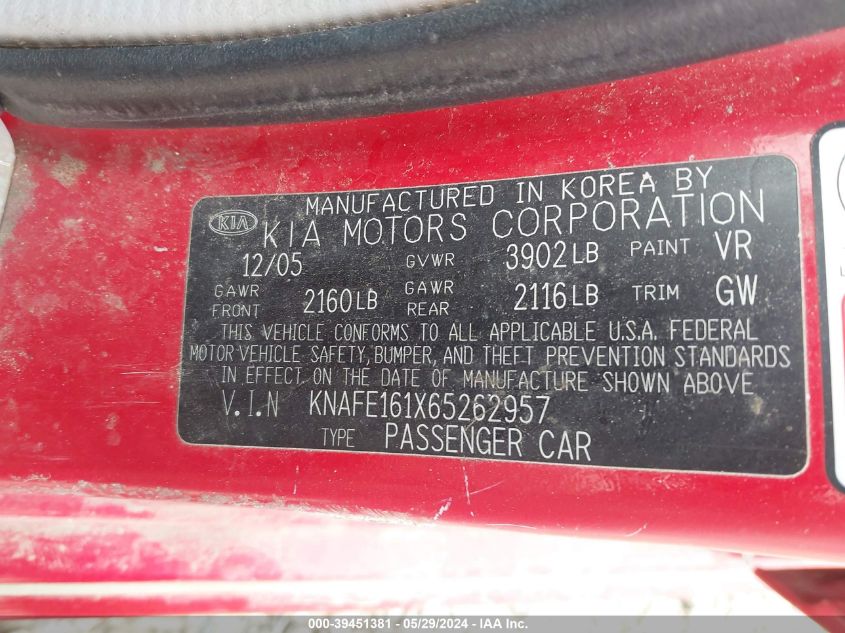 MANUFACTURED IN KOREA BY
KIA KIA MOTORS CORPORATION
12/05 GVWR 3902LB PAINT VR
GAWR FRONT 2160LB GAWR REAR 2116LB TRIM GW
THIS VEHICLE CONFORMS TO ALL APPLICABLE U.S.A. FEDERAL
MOTOR VEHICLE SAFETY, BUMPER, AND THEFT PREVENTION STANDARDS
IN EFFECT ON THE DATE OF MANUFACTURE SHOWN ABOVE
V.I.N KNAFE161X65262957
TYPE PASSENGER CAR
000-39451381 - 05/29/2024 - IAAI.COM